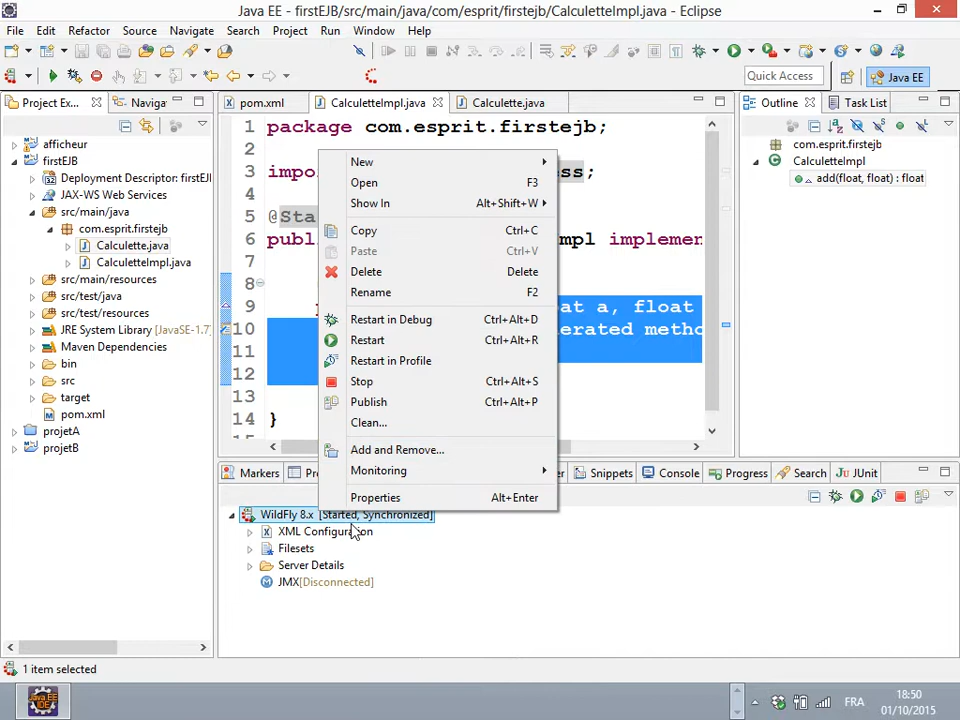 Java EE - firstEJB/src/main/java/com/esprit/firstejb/CalculetteImpl.java - Eclipse
File Edit Refactor Source Navigate Search Project Run Window Help
Quick Access
Java EE
Project Ex...
Naviga
pom.xml
CalculetteImpl.java
Calculette.java
Outline
Task List
afficheur
firstEJB
Deployment Descriptor: firstEJ
JAX-WS Web Services
src/main/java
com.esprit.firstejb
Calculette.java
CalculetteImpl.java
src/main/resources
src/test/java
src/test/resources
JRE System Library [JavaSE-1.7]
Maven Dependencies
bin
src
target
pom.xml
projetA
projetB
1 package com.esprit.firstejb;
2
3 impo ss;
4
5 @Sta
6 publ mpl implemen
7
8
9 at a, float
10 erated metho
11
12
13
14 }
New
Open F3
Show In Alt+Shift+W
Copy Ctrl+C
Paste Ctrl+V
Delete Delete
Rename F2
Restart in Debug Ctrl+Alt+D
Restart Ctrl+Alt+R
Restart in Profile
Stop Ctrl+Alt+S
Publish Ctrl+Alt+P
Clean...
Add and Remove...
Monitoring
Properties Alt+Enter
com.esprit.firstejb
CalculetteImpl
add(float, float) : float
Markers
Pr
er
Snippets
Console
Progress
Search
JUnit
WildFly 8.x [Started, Synchronized]
XML Configuration
Filesets
Server Details
JMX[Disconnected]
1 item selected
Java EE
IDE
FRA
18:50
01/10/2015